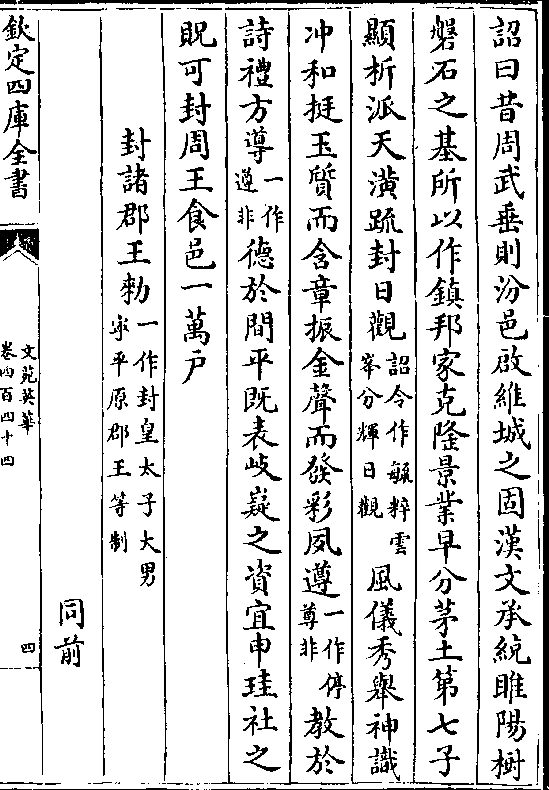 詔曰昔周武垂則汾邑啟維城之固漢文承統睢陽樹
磐石之基所以作鎮邦家克隆景業早分茅土第七子
顯析派天潢疏封日觀詔令作毓粹雲峯分輝日觀風儀秀舉神識
冲和挺玉質而含章振金聲而發彩夙遵一作停尊非教於
詩禮方導一作遵非德於間平既表岐嶷之資宜申珪社之
貺可封周王食邑一萬戶
封諸郡王勑一作封皇太子大男平原郡王等制
同前
欽定四庫全書
文苑英華
卷四百四十四
四